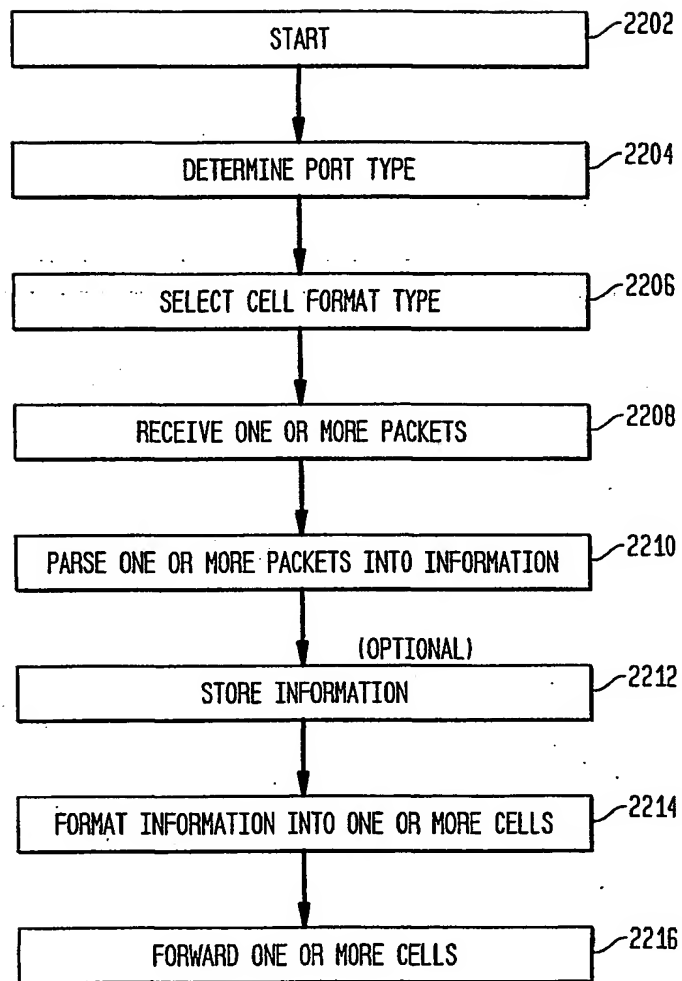 START
2202
DETERMINE PORT TYPE
2204
SELECT CELL FORMAT TYPE
2206
RECEIVE ONE OR MORE PACKETS
2208
PARSE ONE OR MORE PACKETS INTO INFORMATION
2210
(OPTIONAL)
STORE INFORMATION
2212
FORMAT INFORMATION INTO ONE OR MORE CELLS
2214
FORWARD ONE OR MORE CELLS
2216